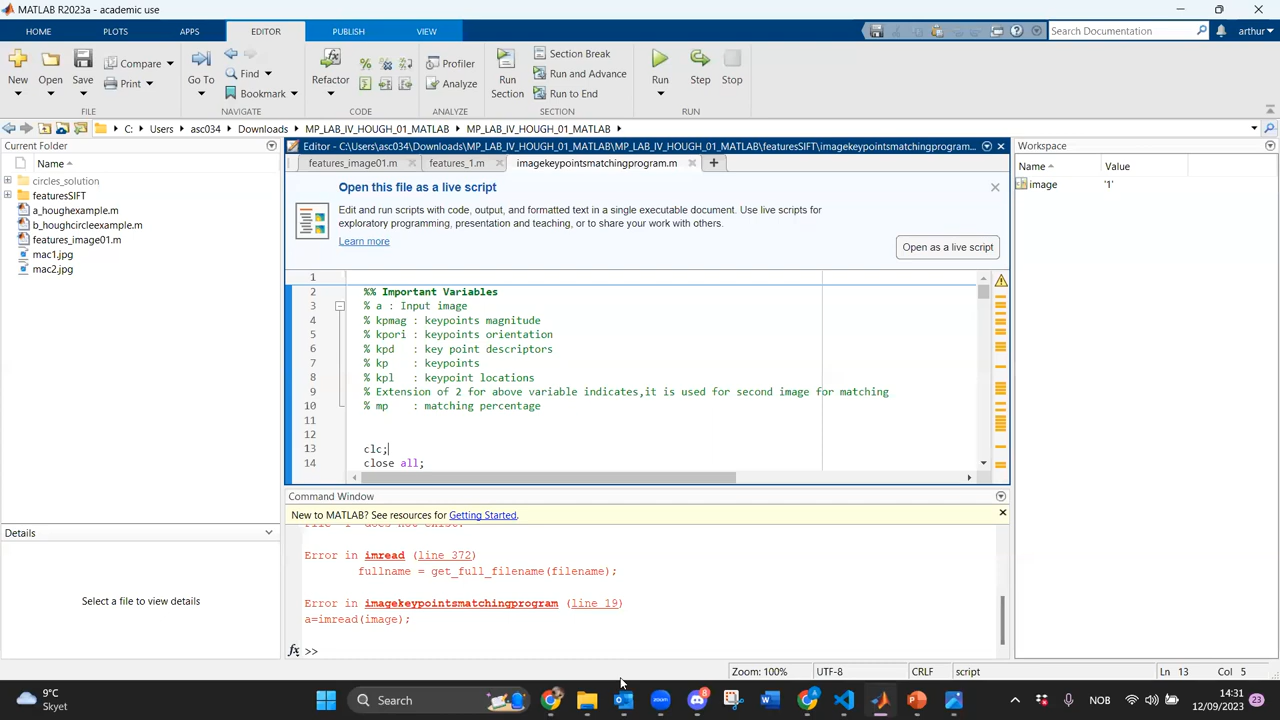 MATLAB R2023a - academic use
HOME PLOTS APPS EDITOR PUBLISH VIEW
Search Documentation
arthur
New
Open
Save
Compare
Print
FILE
Go To
Find
Bookmark
NAVIGATE
Refactor
CODE
Profiler
Analyze
ANALYZE
Run Section
Section Break
Run and Advance
Run to End
SECTION
Run
Step
Stop
RUN
C: Users asc034 Downloads MP_LAB_IV_HOUGH_01_MATLAB MP_LAB_IV_HOUGH_01_MATLAB
Current Folder
Name
circles_solution
featuresSIFT
a_houghexample.m
b_houghcircleexample.m
features_image01.m
mac1.jpg
mac2.jpg
Details
Select a file to view details
Editor - C:\Users\asc034\Downloads\MP_LAB_IV_HOUGH_01_MATLAB\MP_LAB_IV_HOUGH_01_MATLAB\featuresSIFT\imagekeypointsmatchingprogram...
features_image01.m
features_1.m
imagekeypointsmatchingprogram.m
Open this file as a live script
Edit and run scripts with code, output, and formatted text in a single executable document. Use live scripts for
exploratory programming, presentation and teaching, or to share your work with others.
Learn more
Open as a live script
1
2 %% Important Variables
3 % a : Input image
4 % kpmag : keypoints magnitude
5 % kpori : keypoints orientation
6 % kpd : key point descriptors
7 % kp : keypoints
8 % kpl : keypoint locations
9 % Extension of 2 for above variable indicates,it is used for second image for matching
10 % mp : matching percentage
11
12
13 clc;
14 close all;
Command Window
New to MATLAB? See resources for Getting Started.
Error in imread (line 372)
fullname = get_full_filename(filename);
Error in imagekeypointsmatchingprogram (line 19)
a=imread(image);
fx >>
Workspace
Name Value
image '1'
Zoom: 100% UTF-8 CRLF script Ln 13 Col 5
9°C
Skyet
Search
zoom
8
NOB
14:31
12/09/2023
23